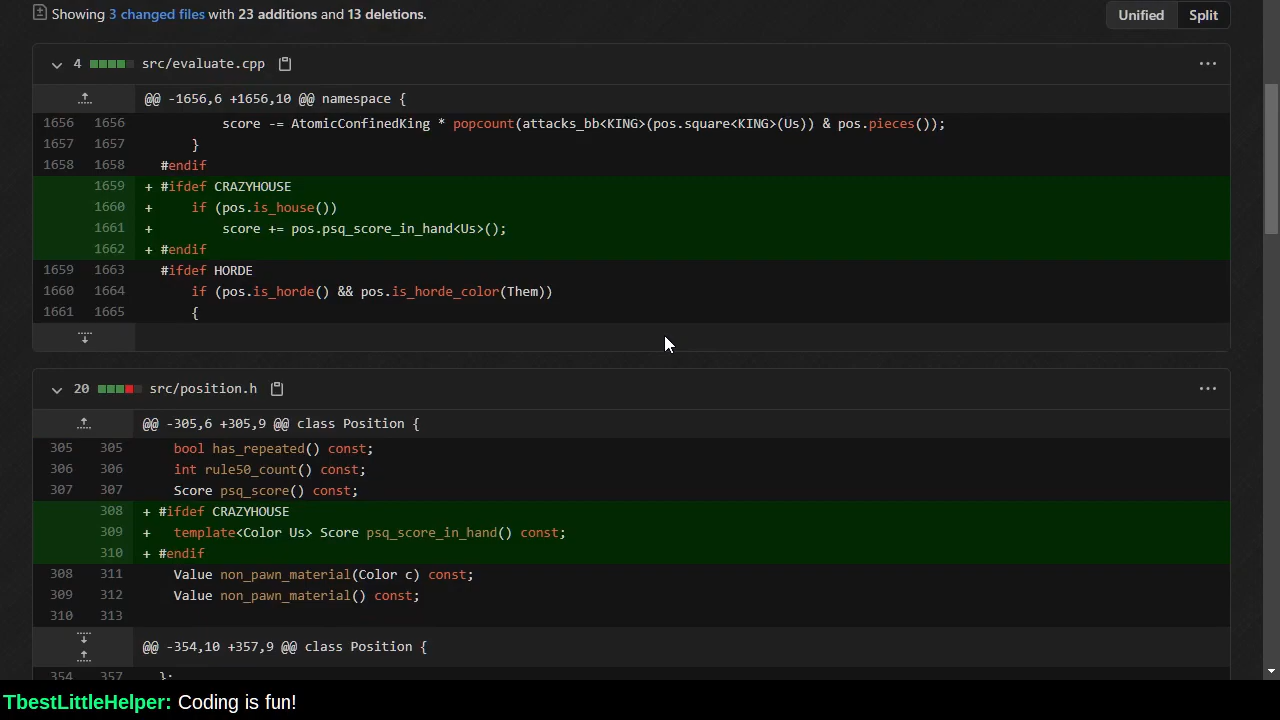 Showing 3 changed files with 23 additions and 13 deletions.
Unified Split
4 src/evaluate.cpp
@@ -1656,6 +1656,10 @@ namespace {
1656 1656 score -= AtomicConfinedKing * popcount(attacks_bb<KING>(pos.square<KING>(Us)) & pos.pieces());
1657 1657 }
1658 1658 #endif
1659 + #ifdef CRAZYHOUSE
1660 + if (pos.is_house())
1661 + score += pos.psq_score_in_hand<Us>();
1662 + #endif
1659 1663 #ifdef HORDE
1660 1664 if (pos.is_horde() && pos.is_horde_color(Them))
1661 1665 {
20 src/position.h
@@ -305,6 +305,9 @@ class Position {
305 305 bool has_repeated() const;
306 306 int rule50_count() const;
307 307 Score psq_score() const;
308 + #ifdef CRAZYHOUSE
309 + template<Color Us> Score psq_score_in_hand() const;
310 + #endif
308 311 Value non_pawn_material(Color c) const;
309 312 Value non_pawn_material() const;
310 313
@@ -354,10 +357,9 @@ class Position {
354 357 };
TbestLittleHelper: Coding is fun!